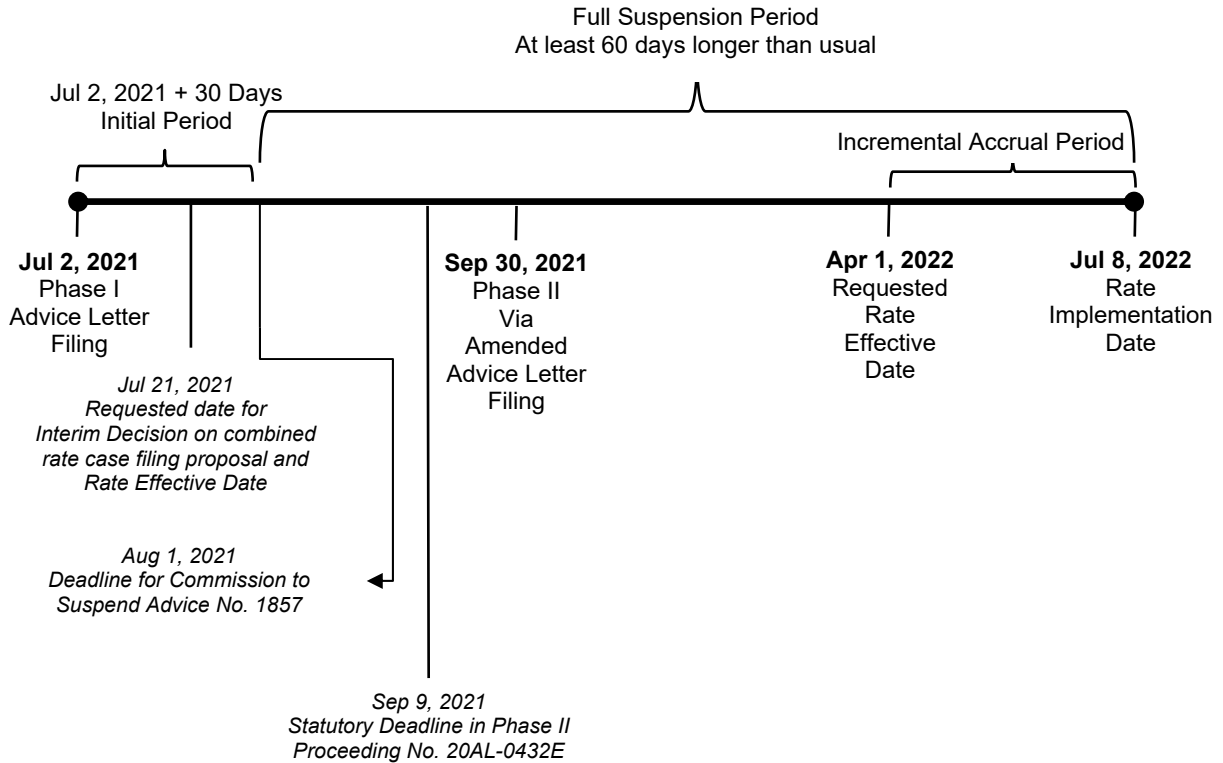 Full Suspension Period
At least 60 days longer than usual
Jul 2, 2021 + 30 Days
Initial Period
Incremental Accrual Period
Jul 2, 2021
Phase I
Advice Letter
Filing
Sep 30, 2021
Phase II
Via
Amended
Advice Letter
Filing
Apr 1, 2022
Requested
Rate
Effective
Date
Jul 8, 2022
Rate
Implementation
Date
Jul 21, 2021
Requested date for
Interim Decision on combined
rate case filing proposal and
Rate Effective Date
Aug 1, 2021
Deadline for Commission to
Suspend Advice No. 1857
Sep 9, 2021
Statutory Deadline in Phase II
Proceeding No. 20AL-0432E